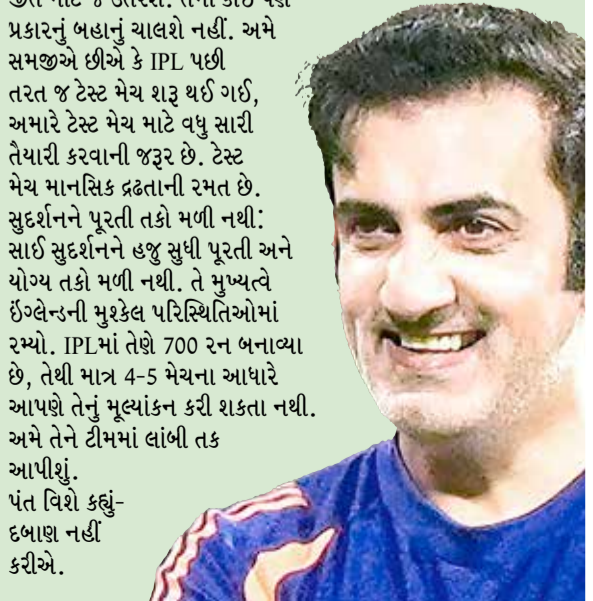 પ્રકારનું બહાનું ચાલશે નહીં. અમે
સમજીએ છીએ કે IPL પછી
તરત જ ટેસ્ટ મેચ શરૂ થઈ ગઈ,
અમારે ટેસ્ટ મેચ માટે વધુ સારી
તૈયારી કરવાની જરૂર છે. ટેસ્ટ
મેચ માનસિક દ્રઢતાની રમત છે.
સુદર્શનને પૂરતી તકો મળી નથી:
સાઈ સુદર્શનને હજુ સુધી પૂરતી અને
યોગ્ય તકો મળી નથી. તે મુખ્યત્વે
ઇંગ્લેન્ડની મુશ્કેલ પરિસ્થિતિઓમાં
રમ્યો. IPLમાં તેણે 700 રન બનાવ્યા
છે, તેથી માત્ર 4-5 મેચના આધારે
આપણે તેનું મૂલ્યાંકન કરી શકતા નથી.
અમે તેને ટીમમાં લાંબી તક
આપીશું.
પંત વિશે કહ્યું-
દબાણ નહીં
કરીએ.